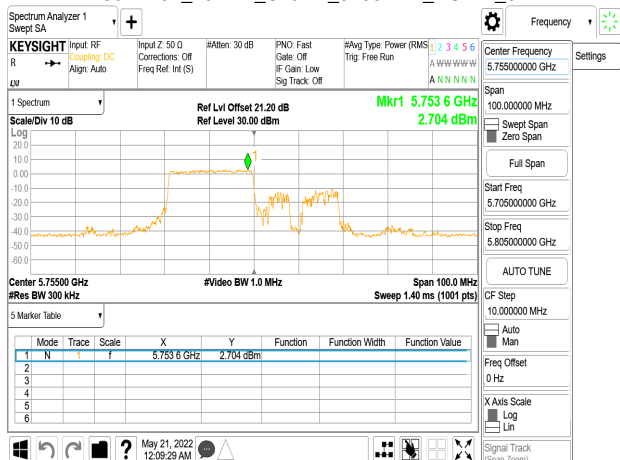 Spectrum Analyzer 1
Swept SA
+
Frequency
KEYSIGHT
R
Input: RF
Coupling: DC
Align: Auto
Input Z: 50 Ω
Corrections: Off
Freq Ref: Int (S)
#Atten: 30 dB
PNO: Fast
Gate: Off
IF Gain: Low
Sig Track: Off
#Avg Type: Power (RMS
Trig: Free Run
1 2 3 4 5 6
A W W W W W
A N N N N N
1 Spectrum
Scale/Div 10 dB
Ref Lvl Offset 21.20 dB
Ref Level 30.00 dBm
Mkr1 5.753 6 GHz
2.704 dBm
Log
20.0
10.0
0.00
-10.0
-20.0
-30.0
-40.0
-50.0
-60.0
1
Center 5.75500 GHz
#Res BW 300 kHz
#Video BW 1.0 MHz
Span 100.0 MHz
Sweep 1.40 ms (1001 pts)
5 Marker Table
Mode Trace Scale X Y Function Function Width Function Value
1 N 1 f 5.753 6 GHz 2.704 dBm
2
3
4
5
6
?
May 21, 2022
12:09:29 AM
Center Frequency
5.755000000 GHz
Settings
Span
100.000000 MHz
Swept Span
Zero Span
Full Span
Start Freq
5.705000000 GHz
Stop Freq
5.805000000 GHz
AUTO TUNE
CF Step
10.000000 MHz
Auto
Man
Freq Offset
0 Hz
X Axis Scale
Log
Lin
Signal Track
(Span Zoom)